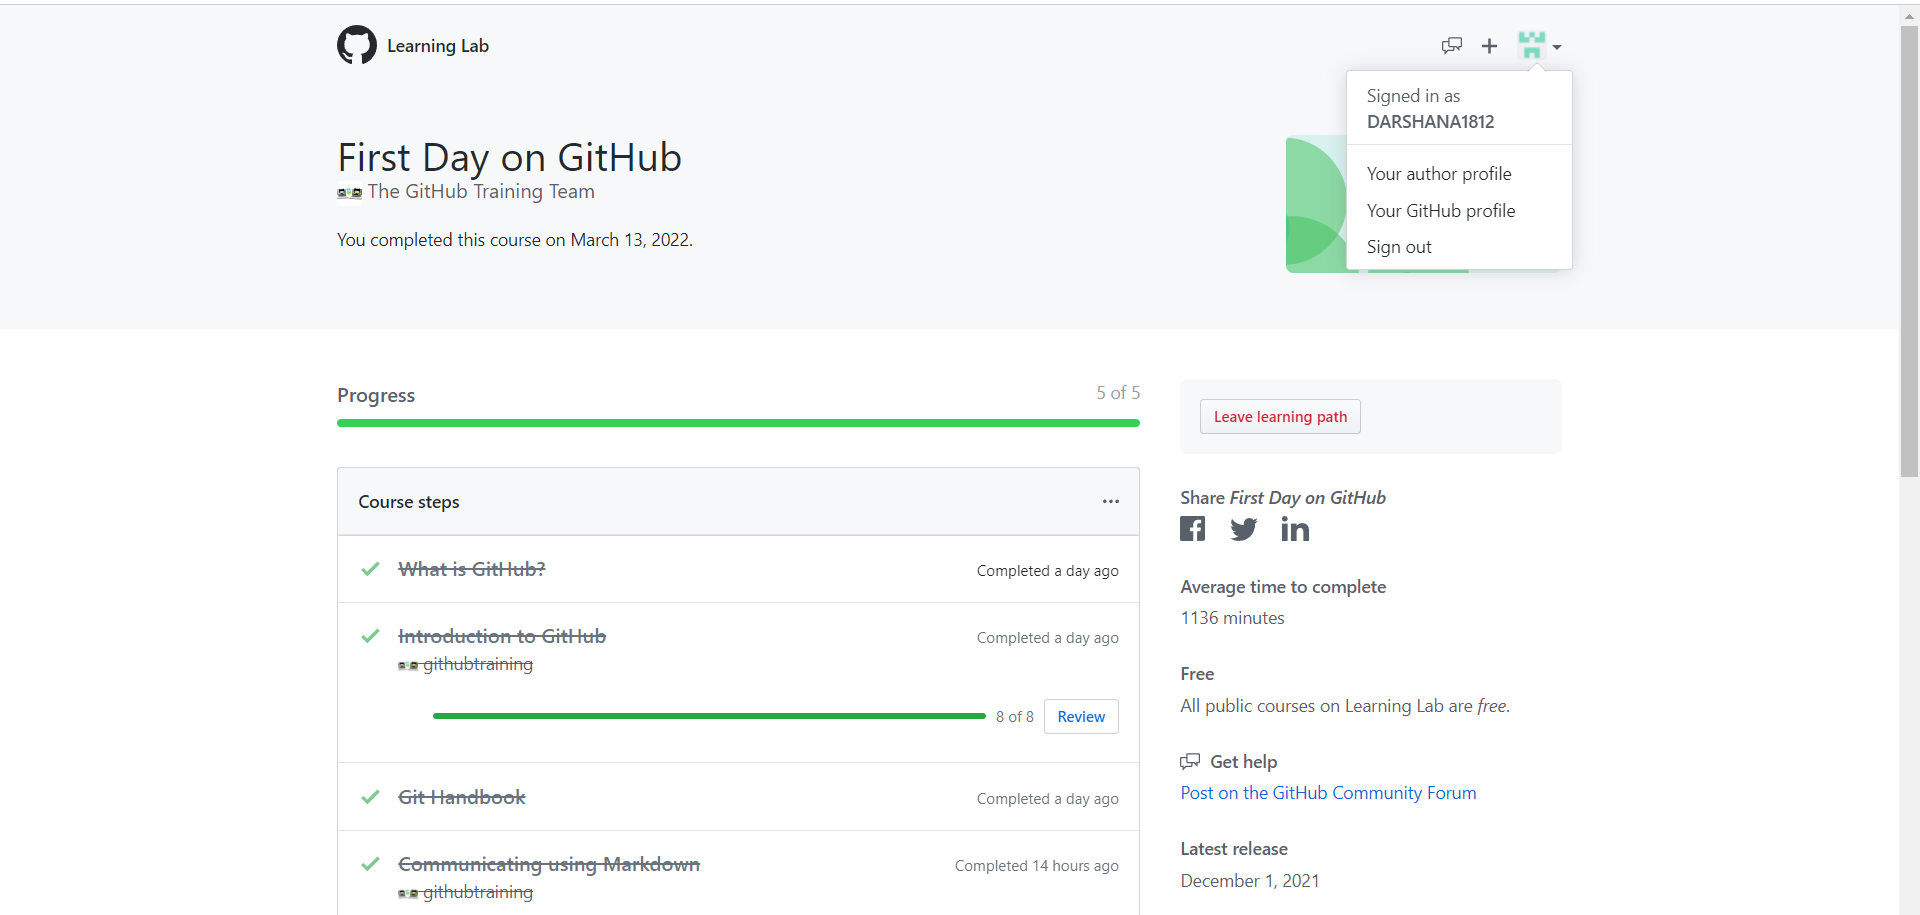 Learning Lab
Signed in as
DARSHANA1812
Your author profile
Your GitHub profile
Sign out
First Day on GitHub
The GitHub Training Team
You completed this course on March 13, 2022.
Progress
5 of 5
Course steps
What is GitHub?
Completed a day ago
Introduction to GitHub
Completed a day ago
githubtraining
8 of 8
Review
Git Handbook
Completed a day ago
Communicating using Markdown
Completed 14 hours ago
githubtraining
Leave learning path
Share First Day on GitHub
Average time to complete
1136 minutes
Free
All public courses on Learning Lab are free.
Get help
Post on the GitHub Community Forum
Latest release
December 1, 2021